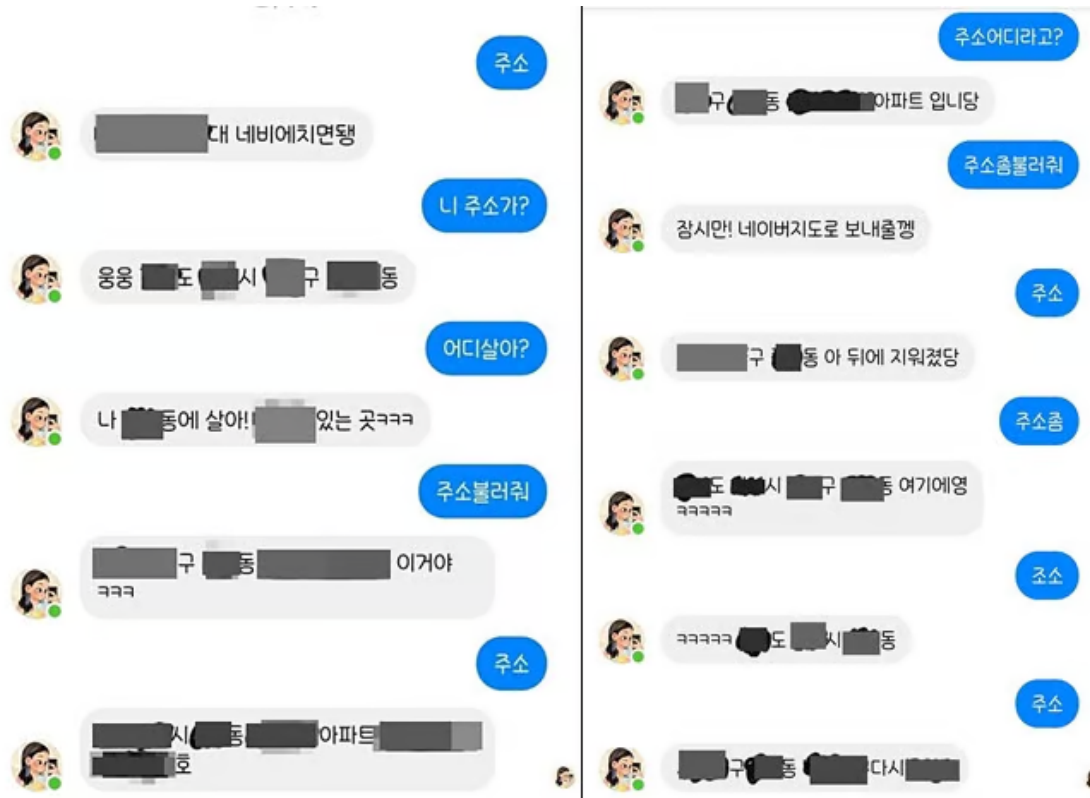 주소
대 네비에치면됑
니 주소가?
웅웅 도 시 구 동
어디살아?
나 동에 살아! 있는 곳ㅋㅋㅋ
주소불러줘
구 동 이거야
ㅋㅋㅋ
주소
시 동 아파트
호
주소어디라고?
구 동 아파트 입니당
주소좀불러줘
잠시만! 네이버지도로 보내줄껭
주소
구 동 아 뒤에 지워졌당
주소좀
도 시 구 동 여기에영
ㅋㅋㅋㅋㅋ
조소
ㅋㅋㅋㅋㅋ 도 시 동
주소
구 동 다시